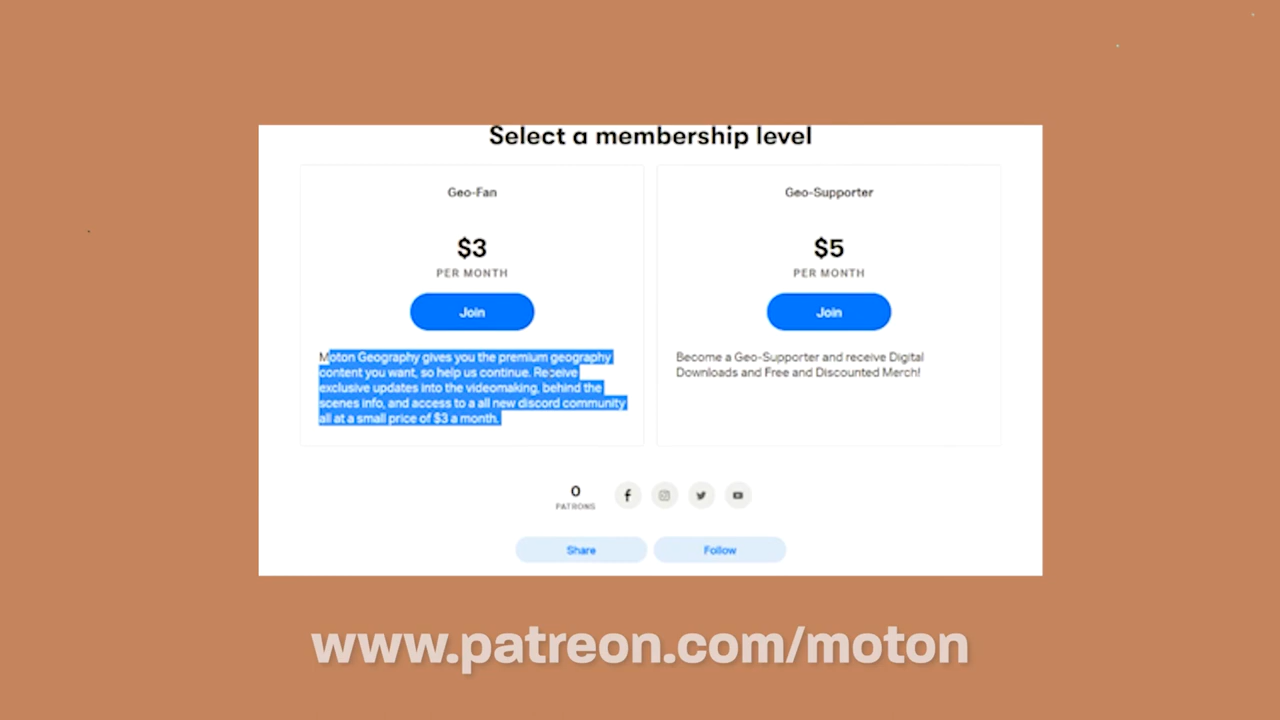 Select a membership level
Geo-Fan
$3
PER MONTH
Join
Moton Geography gives you the premium geography
content you want, so help us continue. Receive
exclusive updates into the videomaking, behind the
scenes info, and access to a all new discord community
all at a small price of $3 a month.
Geo-Supporter
$5
PER MONTH
Join
Become a Geo-Supporter and receive Digital
Downloads and Free and Discounted Merch!
0
PATRONS
Share
Follow
www.patreon.com/moton